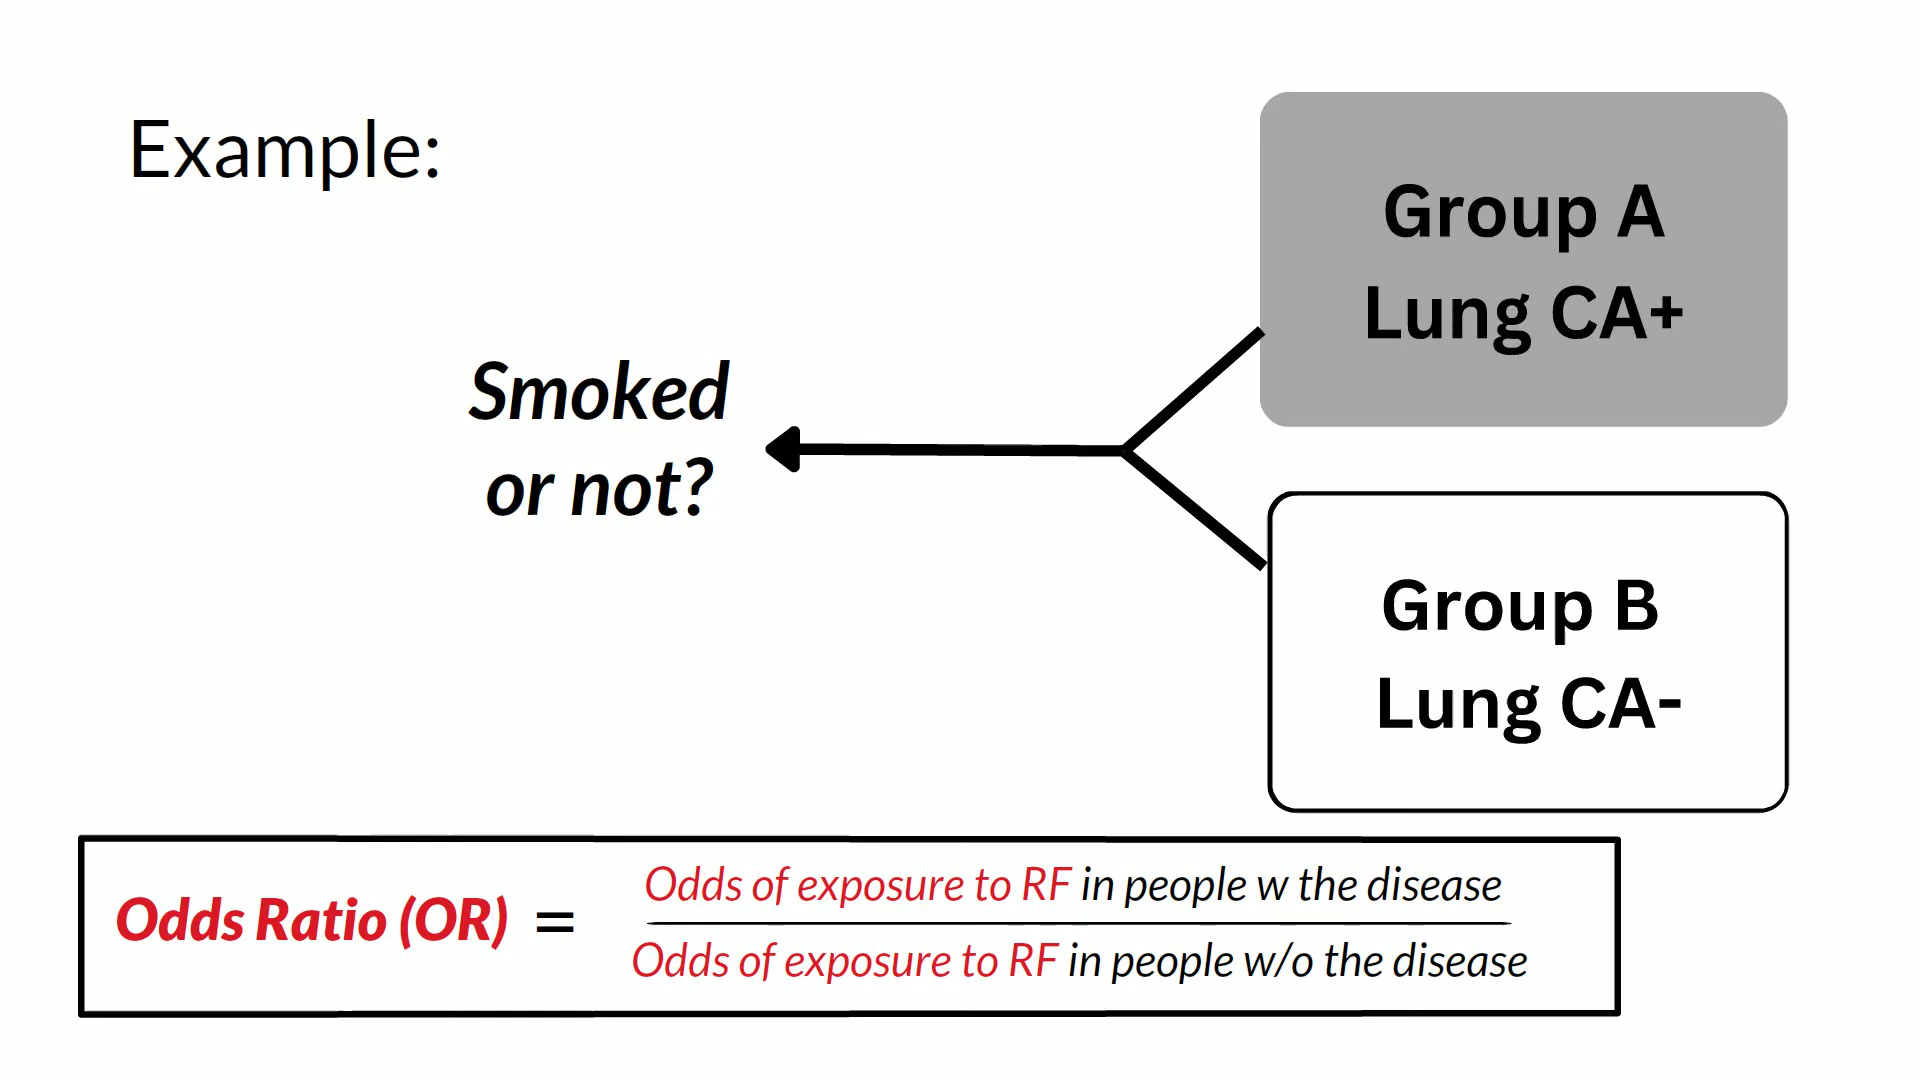 Example:
Group A
Lung CA+
Smoked
or not?
Group B
Lung CA-
Odds Ratio (OR) =
Odds of exposure to RF in people w the disease
Odds of exposure to RF in people w/o the disease